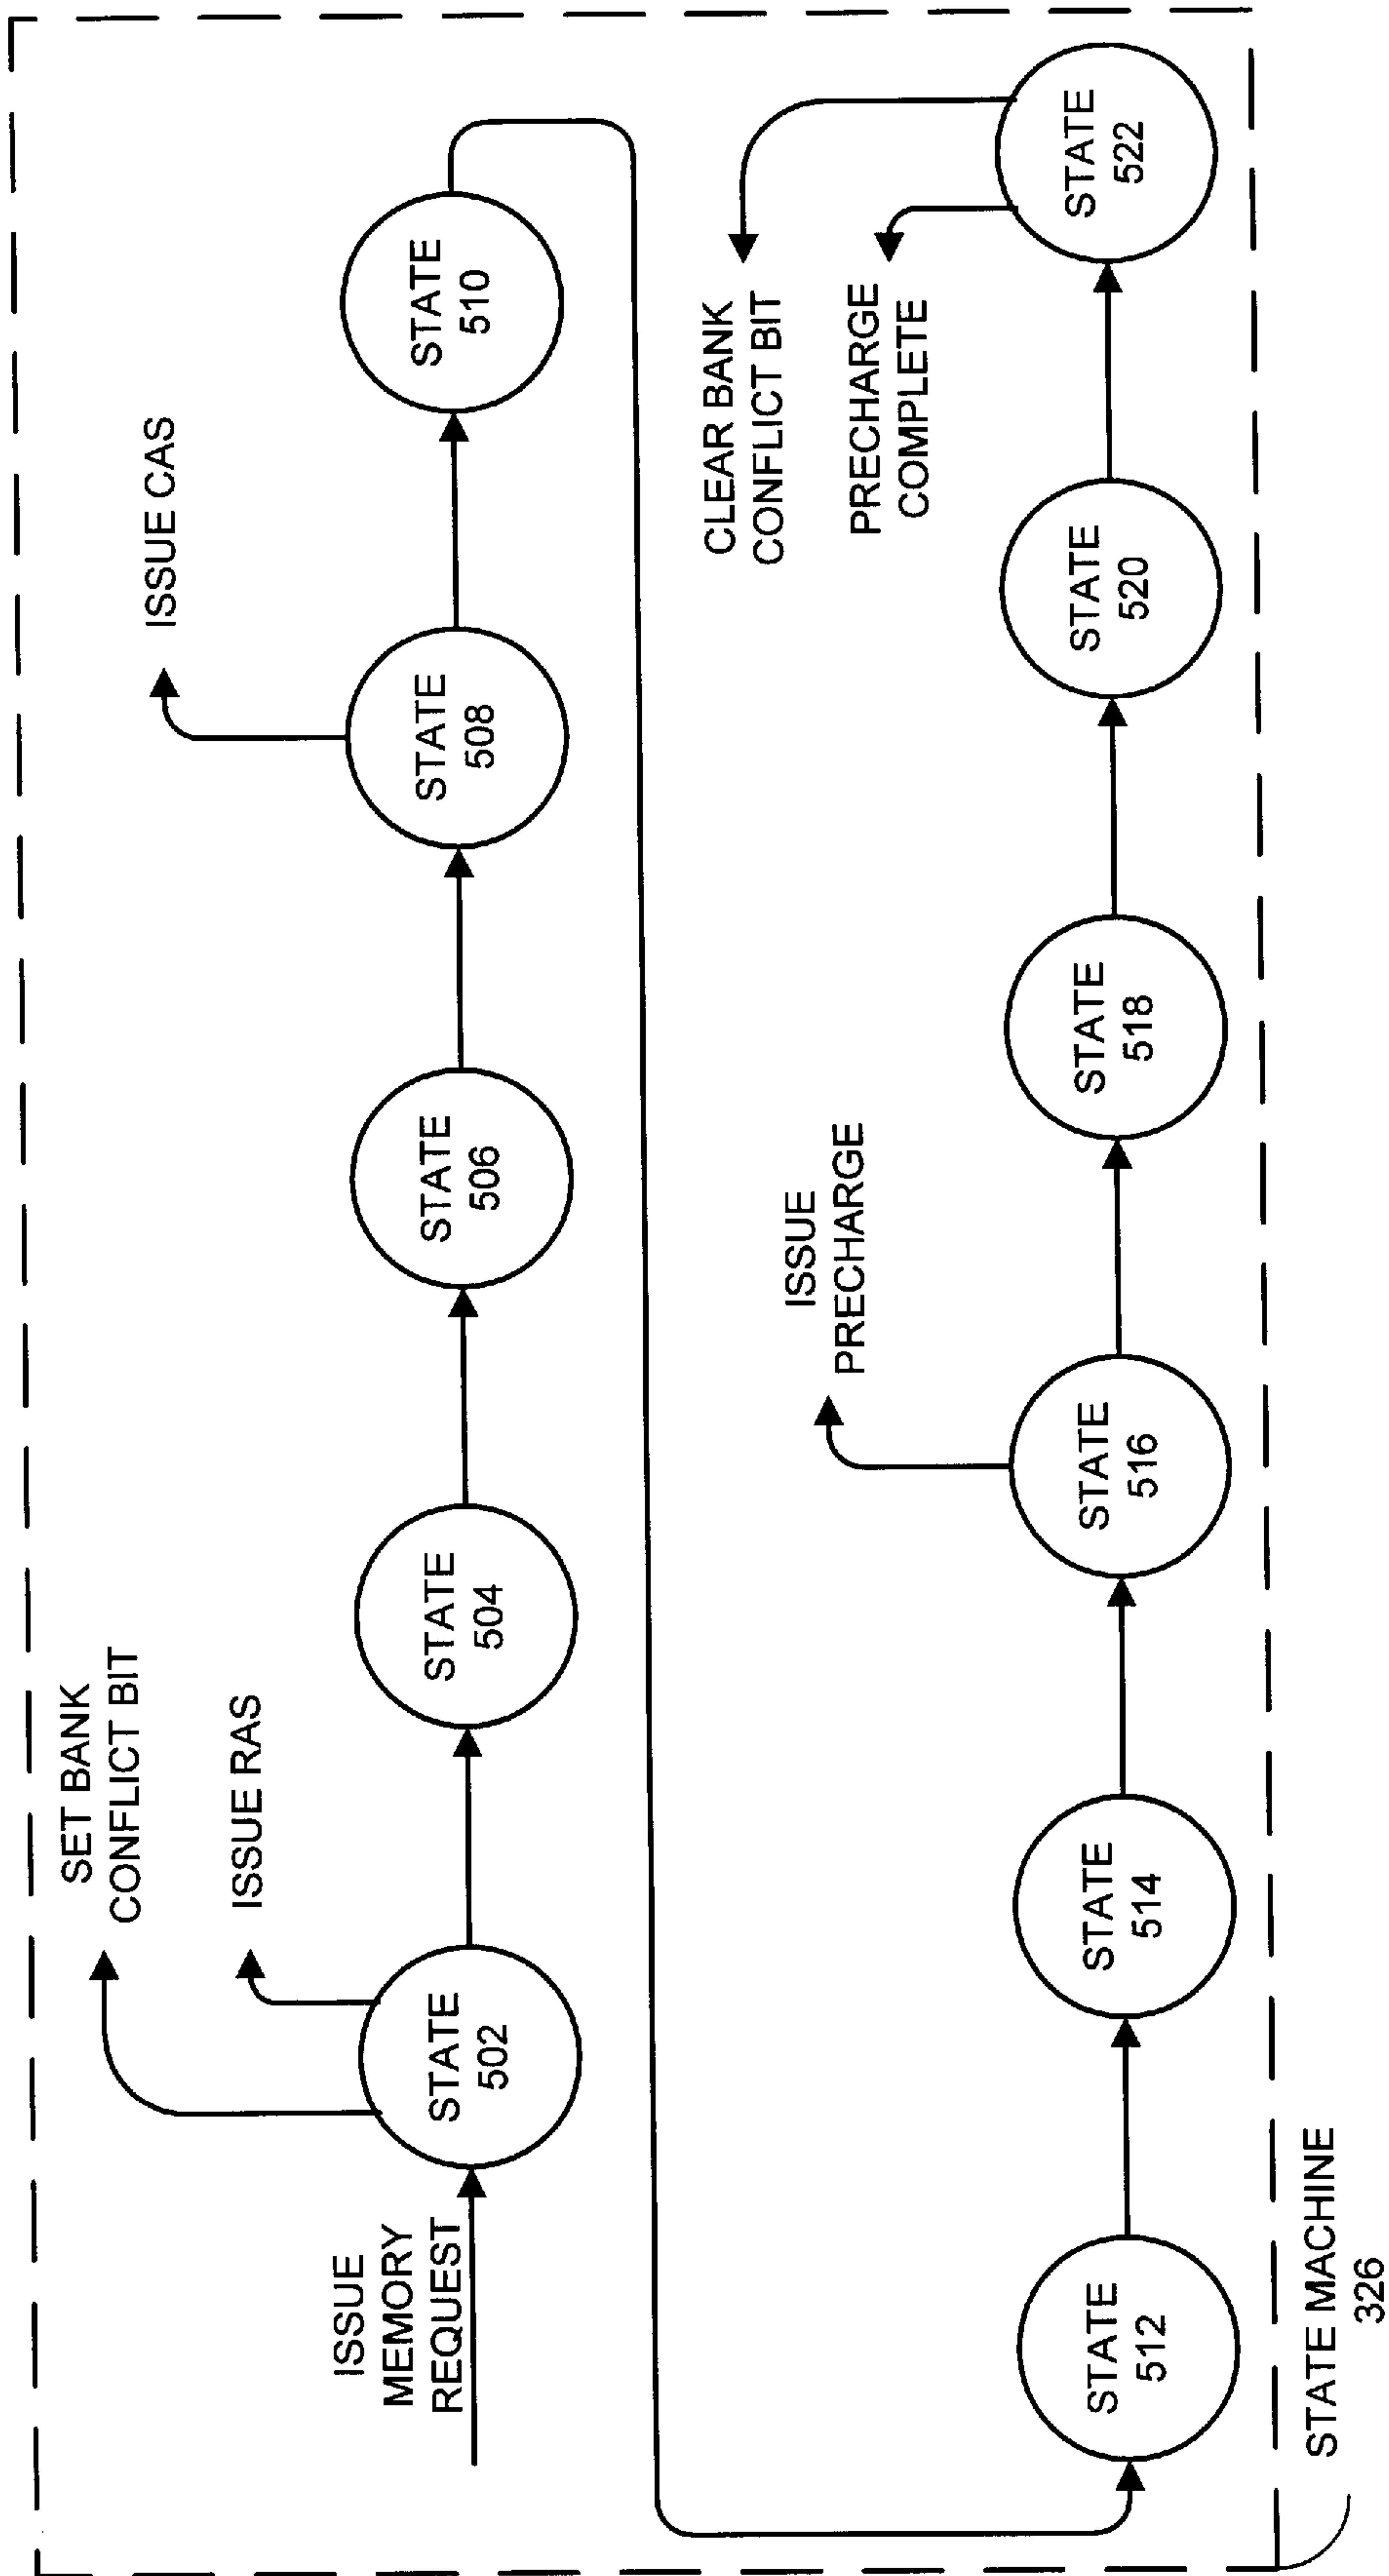 SET BANK
CONFLICT BIT
ISSUE RAS
ISSUE CAS
ISSUE
MEMORY
REQUEST
STATE
502
STATE
504
STATE
506
STATE
508
STATE
510
CLEAR BANK
CONFLICT BIT
ISSUE
PRECHARGE
PRECHARGE
COMPLETE
STATE
512
STATE
514
STATE
516
STATE
518
STATE
520
STATE
522
STATE MACHINE
326